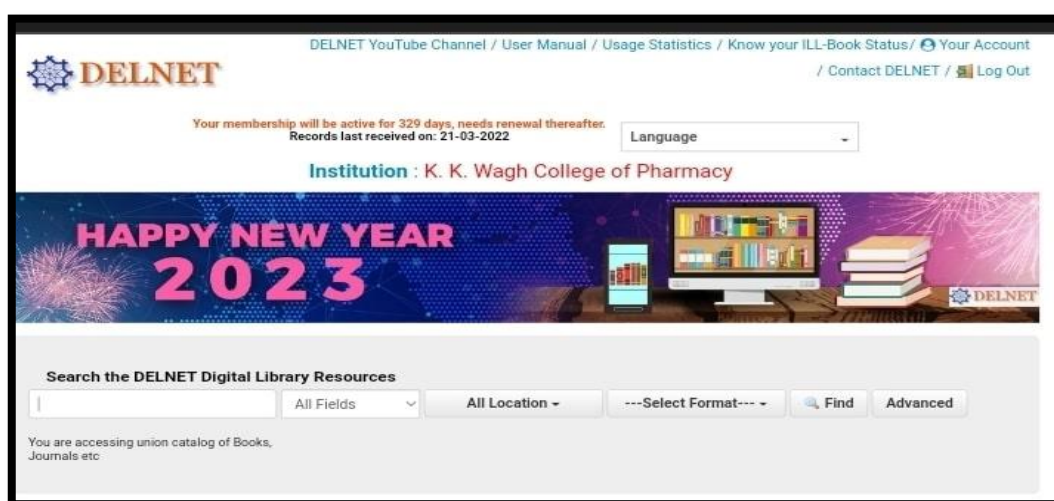 DELNET YouTube Channel / User Manual / Usage Statistics / Know your ILL-Book Status/ Your Account
/ Contact DELNET / Log Out
DELNET
Your membership will be active for 329 days, needs renewal thereafter.
Records last received on: 21-03-2022
Language
Institution : K. K. Wagh College of Pharmacy
HAPPY NEW YEAR
2023
DELNET
Search the DELNET Digital Library Resources
All Fields
All Location
---Select Format---
Find
Advanced
You are accessing union catalog of Books,
Journals etc